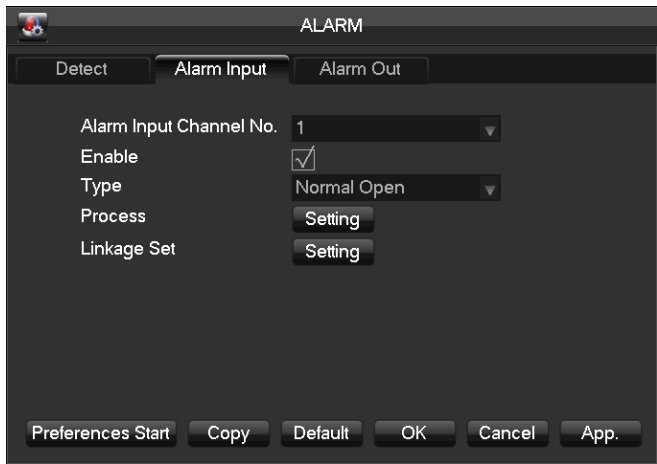 ALARM
Detect Alarm Input Alarm Out
Alarm Input Channel No. 1
Enable
Type Normal Open
Process Setting
Linkage Set Setting
Preferences Start Copy Default OK Cancel App.